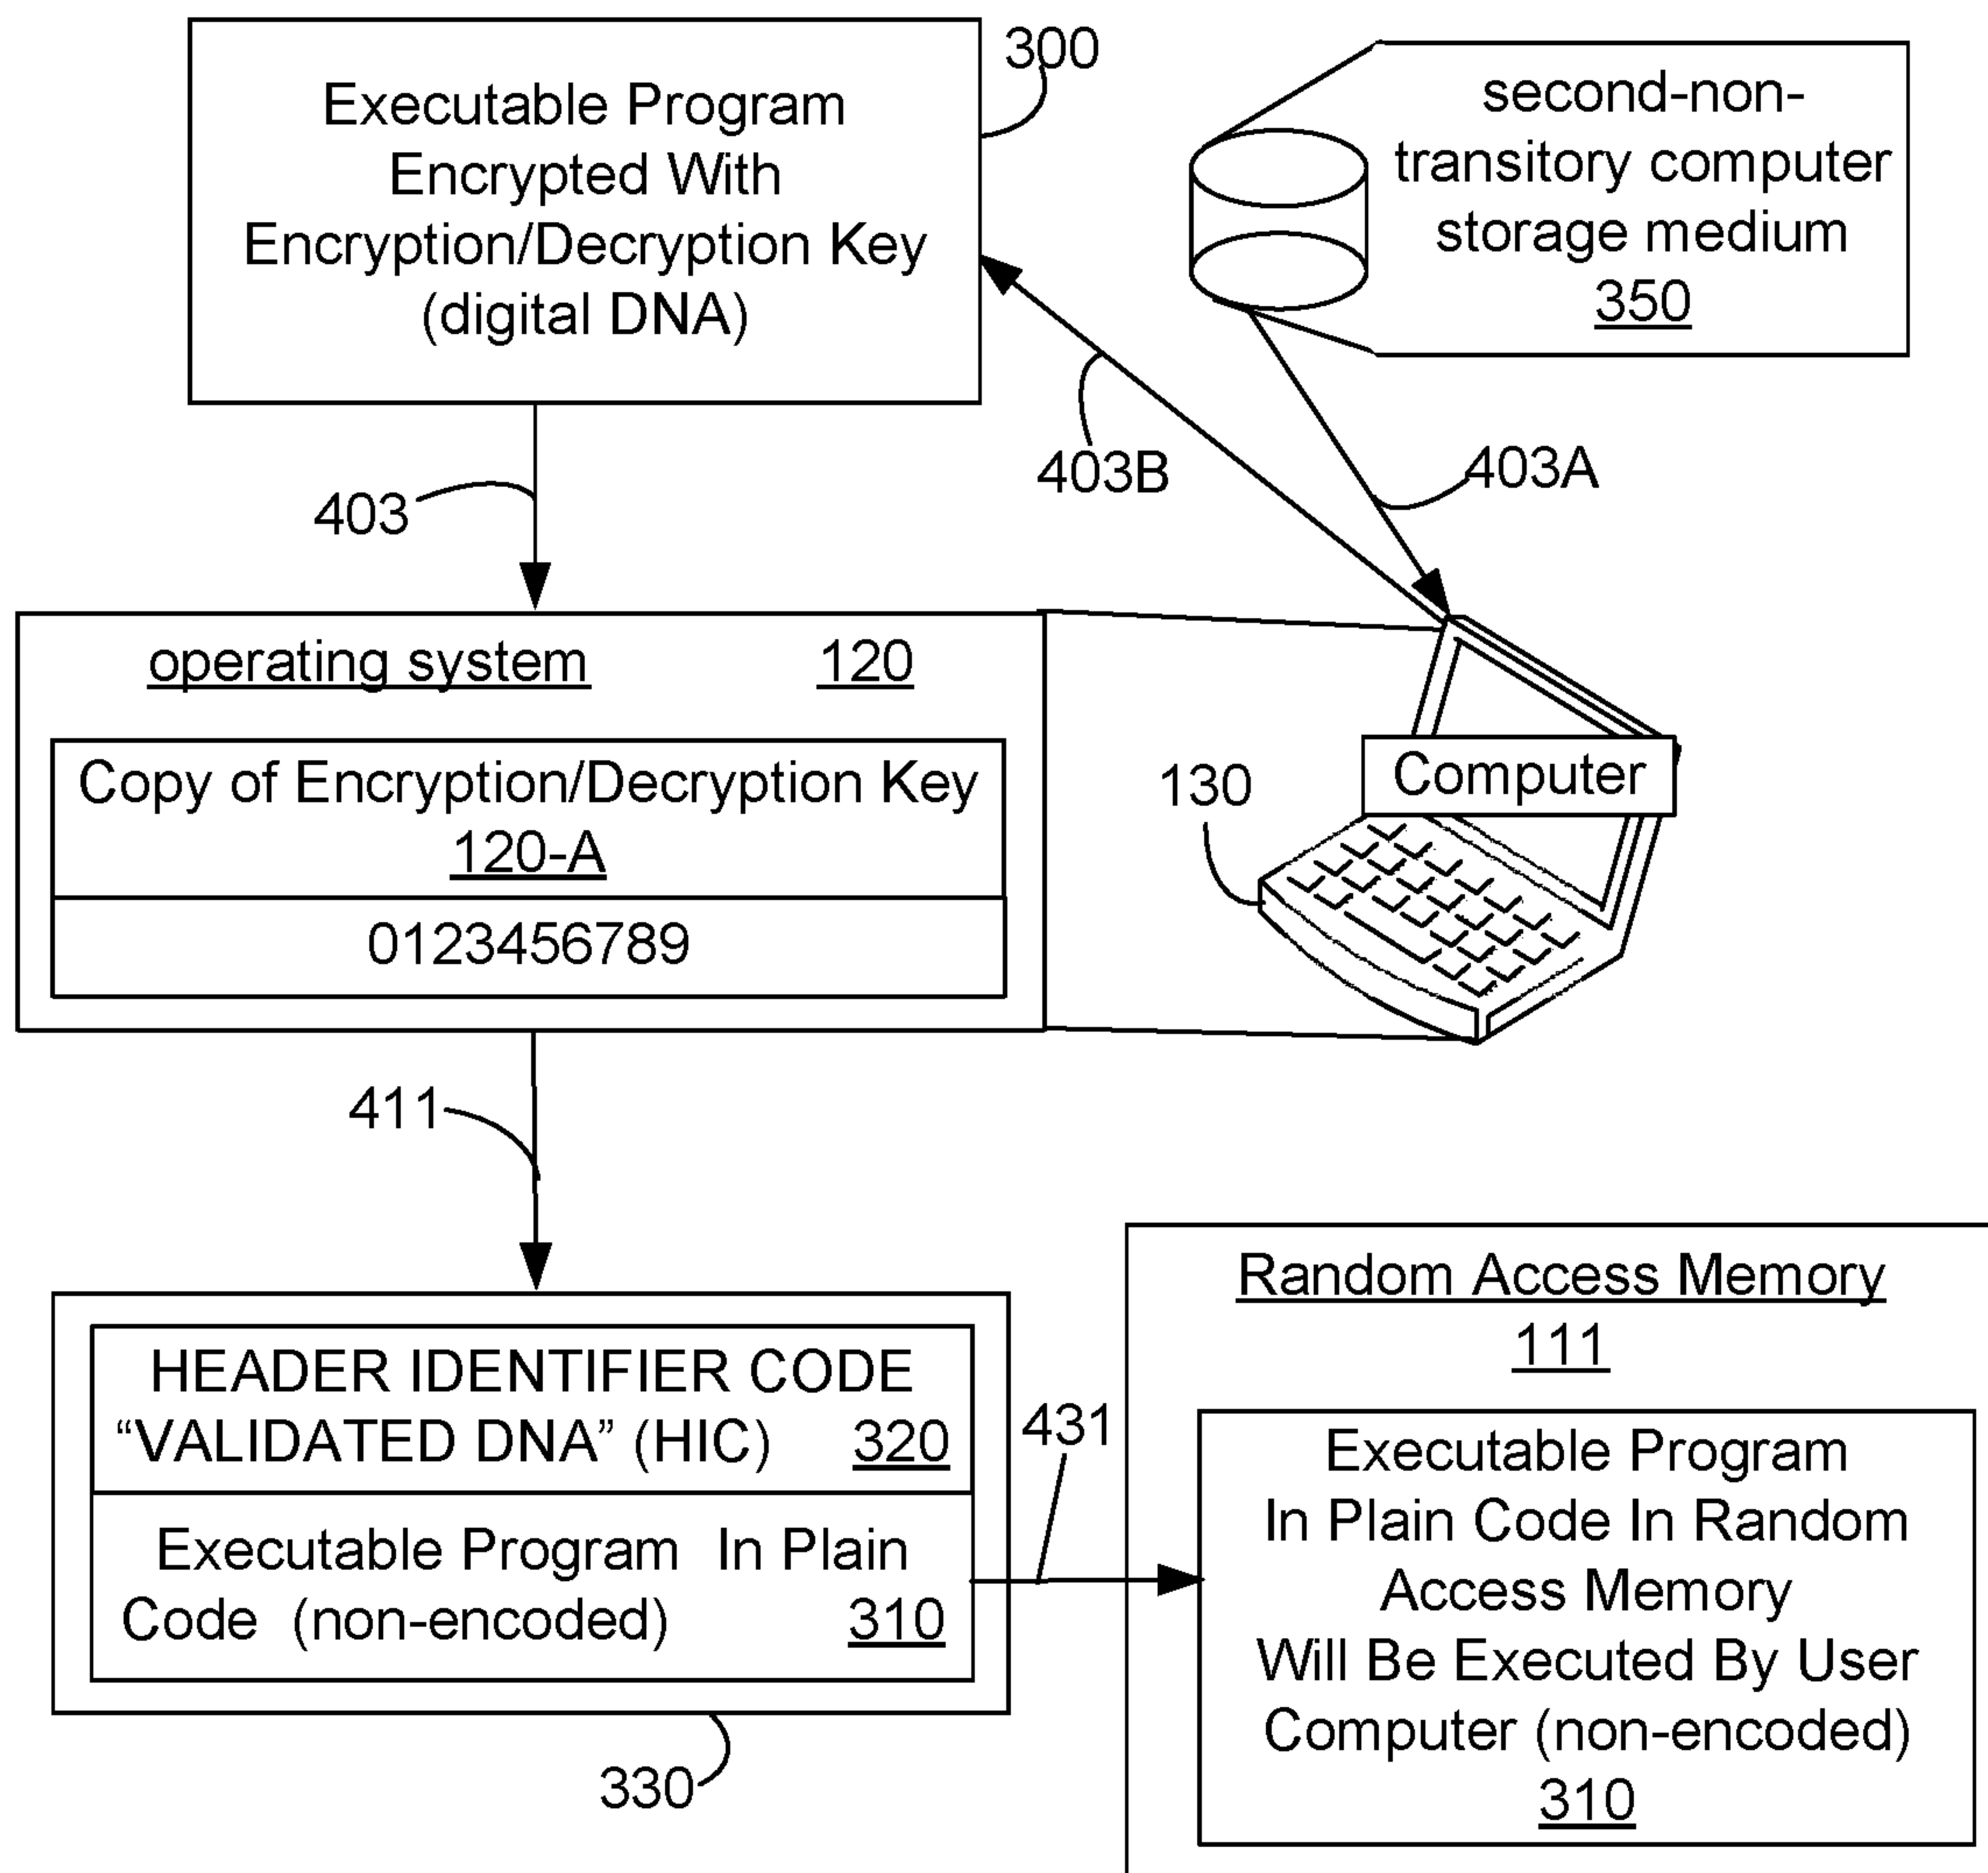 Executable Program
Encrypted With
Encryption/Decryption Key
(digital DNA)
300
second-non-
transitory computer
storage medium
350
403B
403A
403
operating system 120
Copy of Encryption/Decryption Key
120-A
0123456789
Computer
130
411
HEADER IDENTIFIER CODE
“VALIDATED DNA” (HIC) 320
Executable Program In Plain
Code (non-encoded) 310
330
431
Random Access Memory
111
Executable Program
In Plain Code In Random
Access Memory
Will Be Executed By User
Computer (non-encoded)
310